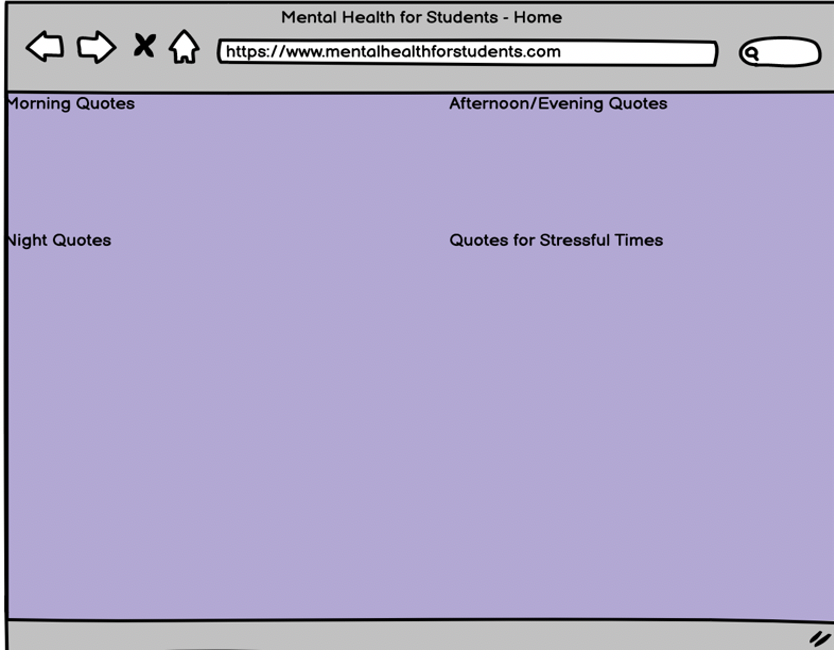 Mental Health for Students - Home
https://www.mentalhealthforstudents.com
Morning Quotes
Afternoon/Evening Quotes
Night Quotes
Quotes for Stressful Times